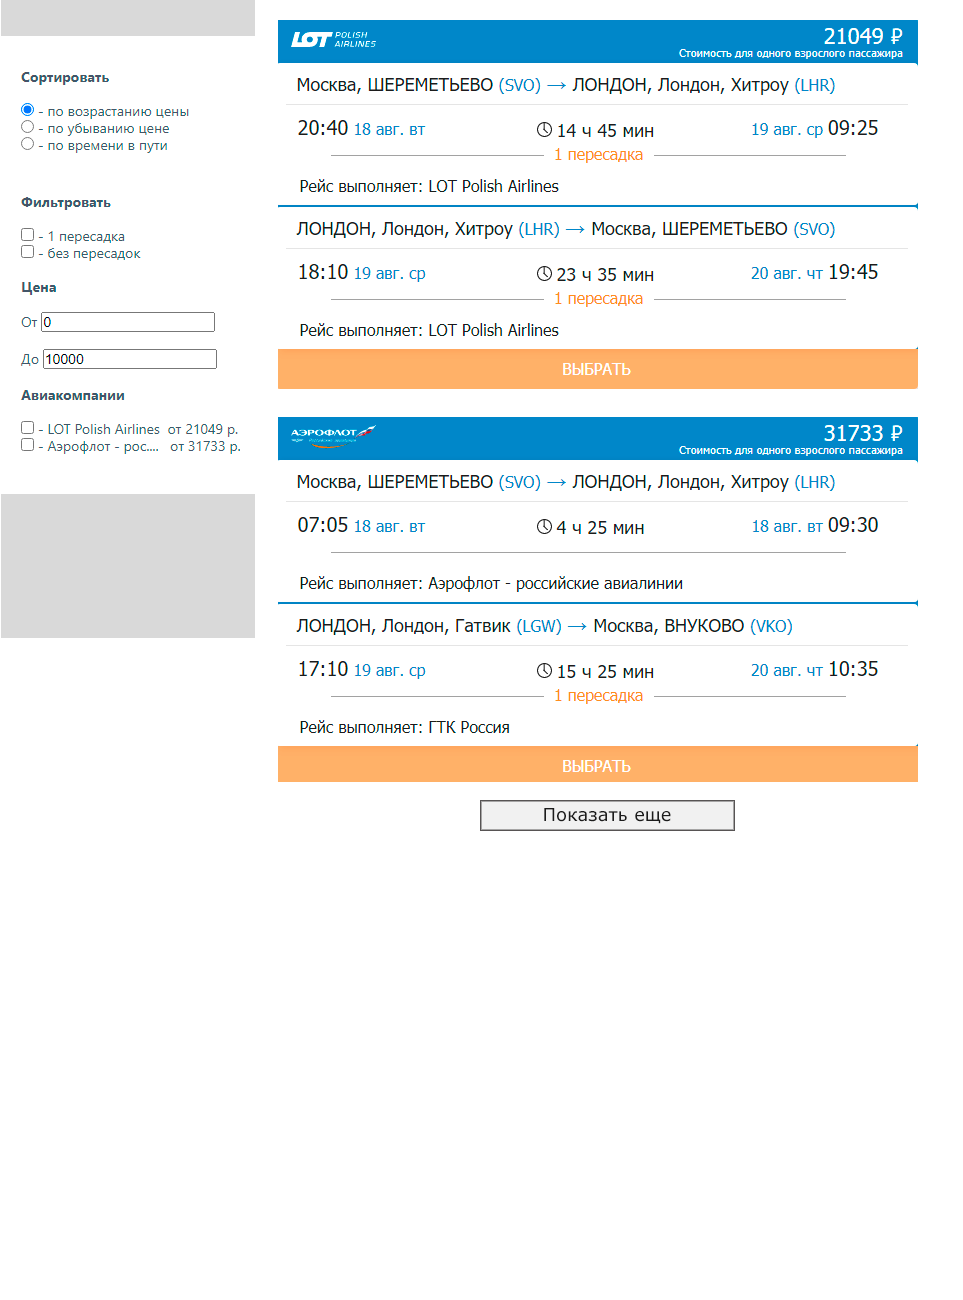 Сортировать
- по возрастанию цены
- по убыванию цене
- по времени в пути
Фильтровать
- 1 пересадка
- без пересадок
Цена
От 0
До 10000
Авиакомпании
- LOT Polish Airlines от 21049 р.
- Аэрофлот - рос.... от 31733 р.
LOT POLISH AIRLINES
21049 ₽
Стоимость для одного взрослого пассажира
Москва, ШЕРЕМЕТЬЕВО (SVO) → ЛОНДОН, Лондон, Хитроу (LHR)
20:40 18 авг. вт 14 ч 45 мин 19 авг. ср 09:25
1 пересадка
Рейс выполняет: LOT Polish Airlines
ЛОНДОН, Лондон, Хитроу (LHR) → Москва, ШЕРЕМЕТЬЕВО (SVO)
18:10 19 авг. ср 23 ч 35 мин 20 авг. чт 19:45
1 пересадка
Рейс выполняет: LOT Polish Airlines
ВЫБРАТЬ
АЭРОФЛОТ
31733 ₽
Стоимость для одного взрослого пассажира
Москва, ШЕРЕМЕТЬЕВО (SVO) → ЛОНДОН, Лондон, Хитроу (LHR)
07:05 18 авг. вт 4 ч 25 мин 18 авг. вт 09:30
Рейс выполняет: Аэрофлот - российские авиалинии
ЛОНДОН, Лондон, Гатвик (LGW) → Москва, ВНУКОВО (VKO)
17:10 19 авг. ср 15 ч 25 мин 20 авг. чт 10:35
1 пересадка
Рейс выполняет: ГТК Россия
ВЫБРАТЬ
Показать еще